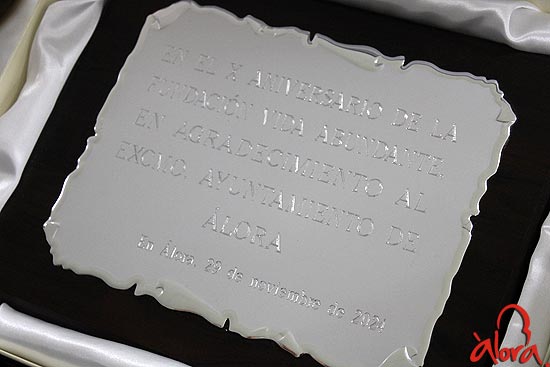 EN EL X ANIVERSARIO DE LA
FUNDACIÓN VIDA ABUNDANTE,
EN AGRADECIMIENTO AL
EXCMO. AYUNTAMIENTO DE
ÁLORA
En Álora, 29 de noviembre de 2021
àlora